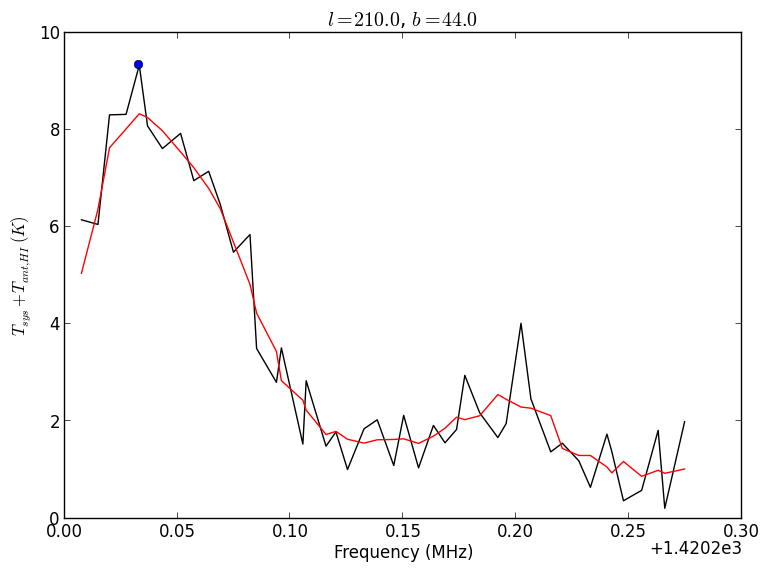 l = 210.0, b = 44.0
10
8
6
4
2
0
T_sys + T_ant,HI (K)
0.00 0.05 0.10 0.15 0.20 0.25 0.30
Frequency (MHz)
+1.4202e3